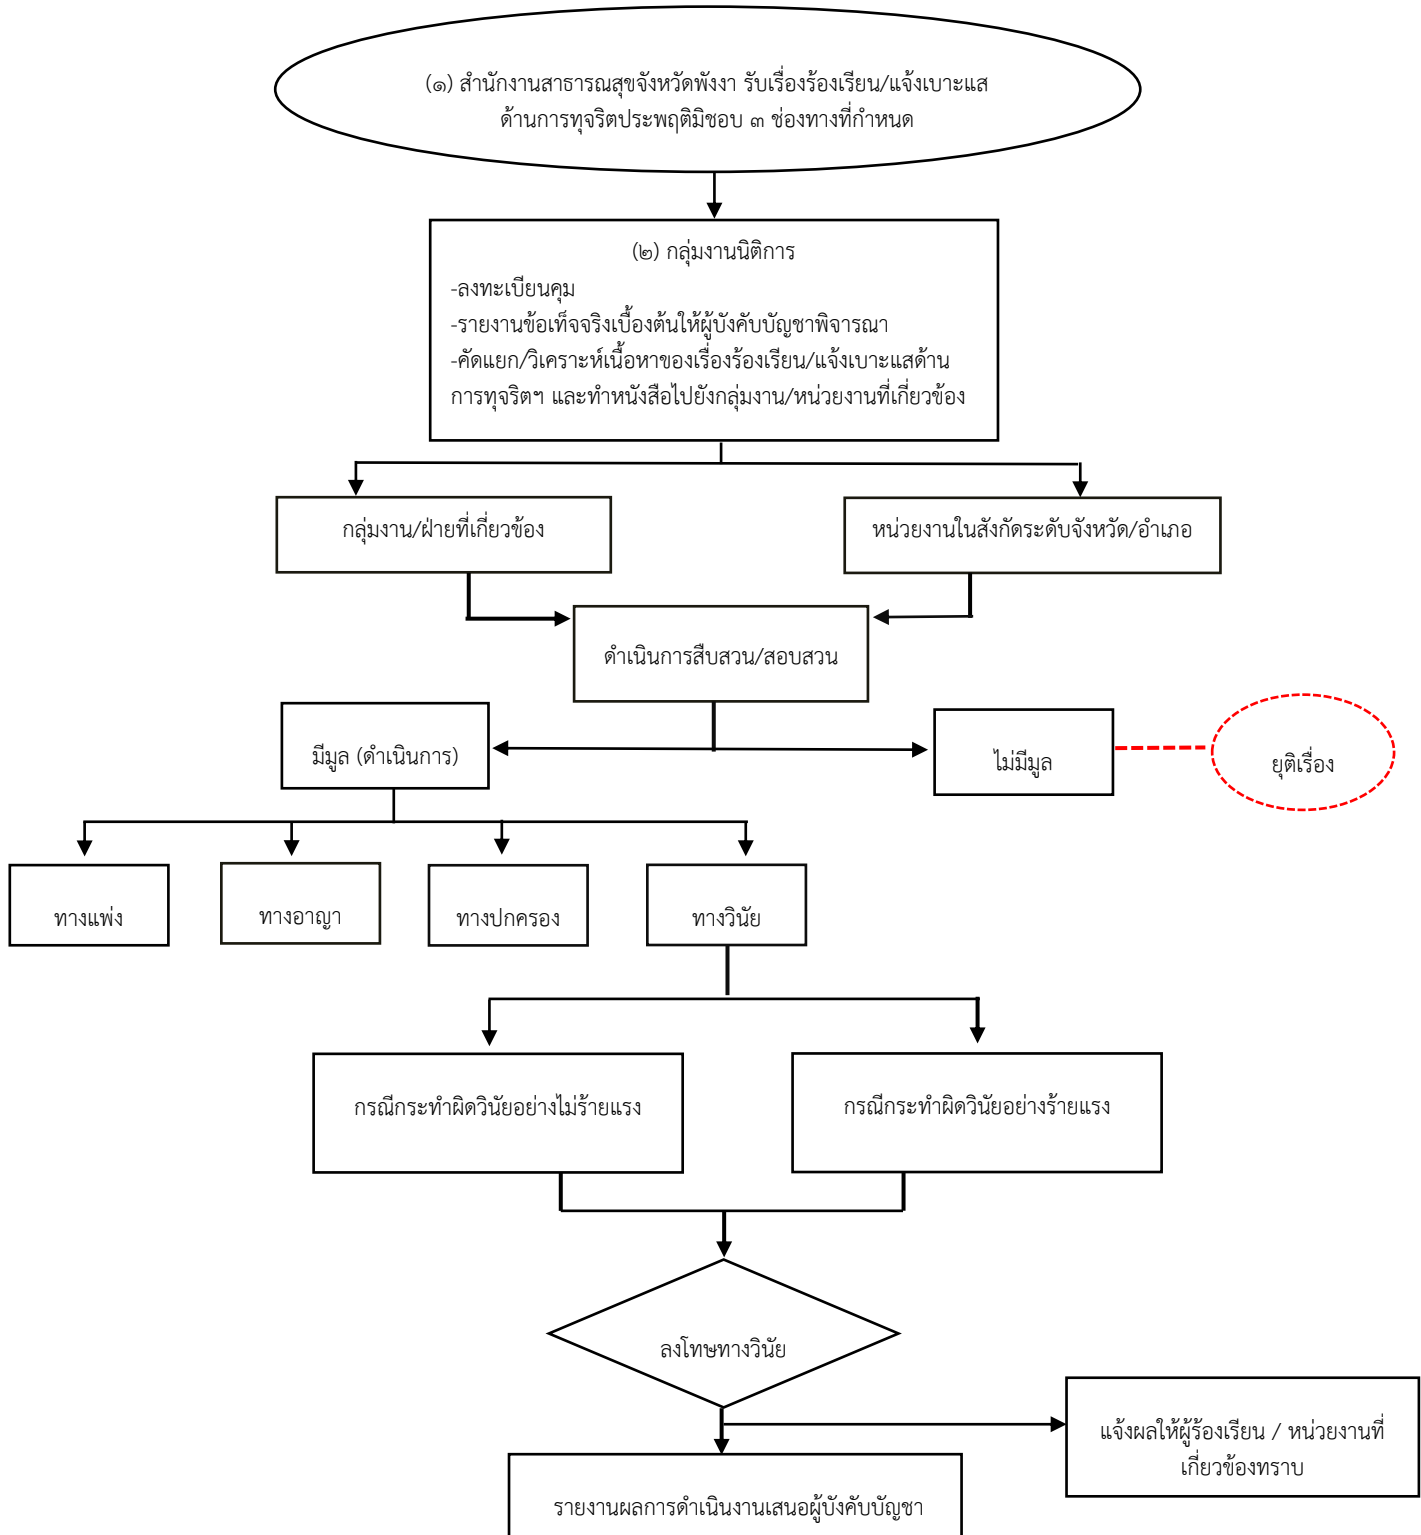 (๑) สำนักงานสาธารณสุขจังหวัดพังงา รับเรื่องร้องเรียน/แจ้งเบาะแส
ด้านการทุจริตประพฤติมิชอบ ๓ ช่องทางที่กำหนด
(๒) กลุ่มงานนิติการ
-ลงทะเบียนคุม
-รายงานข้อเท็จจริงเบื้องต้นให้ผู้บังคับบัญชาพิจารณา
-คัดแยก/วิเคราะห์เนื้อหาของเรื่องร้องเรียน/แจ้งเบาะแสด้าน
การทุจริตฯ และทำหนังสือไปยังกลุ่มงาน/หน่วยงานที่เกี่ยวข้อง
กลุ่มงาน/ฝ่ายที่เกี่ยวข้อง
หน่วยงานในสังกัดระดับจังหวัด/อำเภอ
ดำเนินการสืบสวน/สอบสวน
มีมูล (ดำเนินการ)
ไม่มีมูล
ยุติเรื่อง
ทางแพ่ง
ทางอาญา
ทางปกครอง
ทางวินัย
กรณีกระทำผิดวินัยอย่างไม่ร้ายแรง
กรณีกระทำผิดวินัยอย่างร้ายแรง
ลงโทษทางวินัย
แจ้งผลให้ผู้ร้องเรียน / หน่วยงานที่
เกี่ยวข้องทราบ
รายงานผลการดำเนินงานเสนอผู้บังคับบัญชา